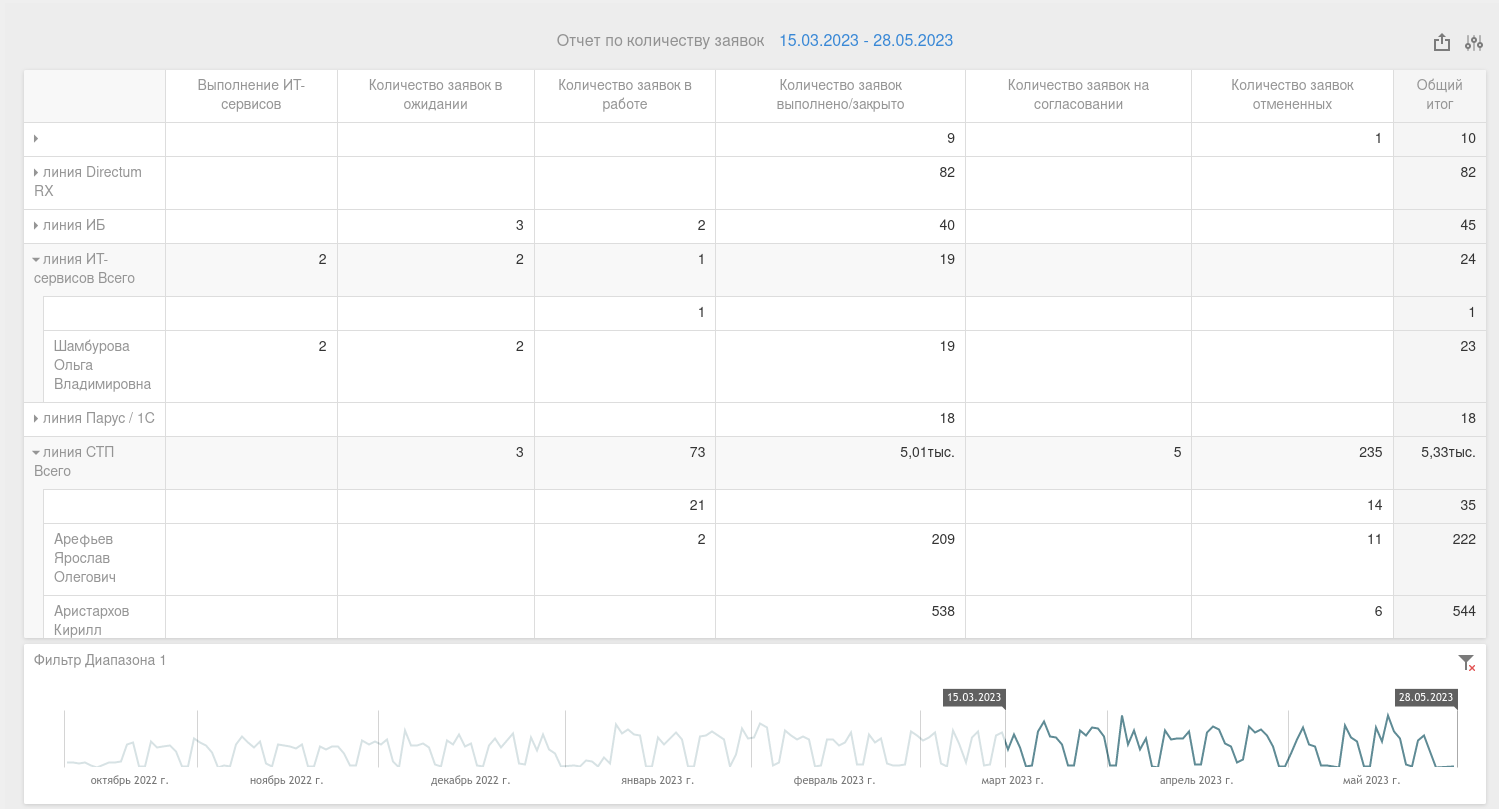 Отчет по количеству заявок 15.03.2023 - 28.05.2023
Выполнение ИТ-
сервисов
Количество заявок в
ожидании
Количество заявок в
работе
Количество заявок
выполнено/закрыто
Количество заявок на
согласовании
Количество заявок
отмененных
Общий
итог
9 1 10
линия Directum
RX
82 82
линия ИБ 3 2 40 45
линия ИТ-
сервисов Всего
2 2 1 19 24
1 1
Шамбурова
Ольга
Владимировна
2 2 19 23
линия Парус / 1С 18 18
линия СТП
Всего
3 73 5,01тыс. 5 235 5,33тыс.
21 14 35
Арефьев
Ярослав
Олегович
2 209 11 222
Аристархов
Кирилл
538 6 544
Фильтр Диапазона 1
15.03.2023 28.05.2023
октябрь 2022 г. ноябрь 2022 г. декабрь 2022 г. январь 2023 г. февраль 2023 г. март 2023 г. апрель 2023 г. май 2023 г.